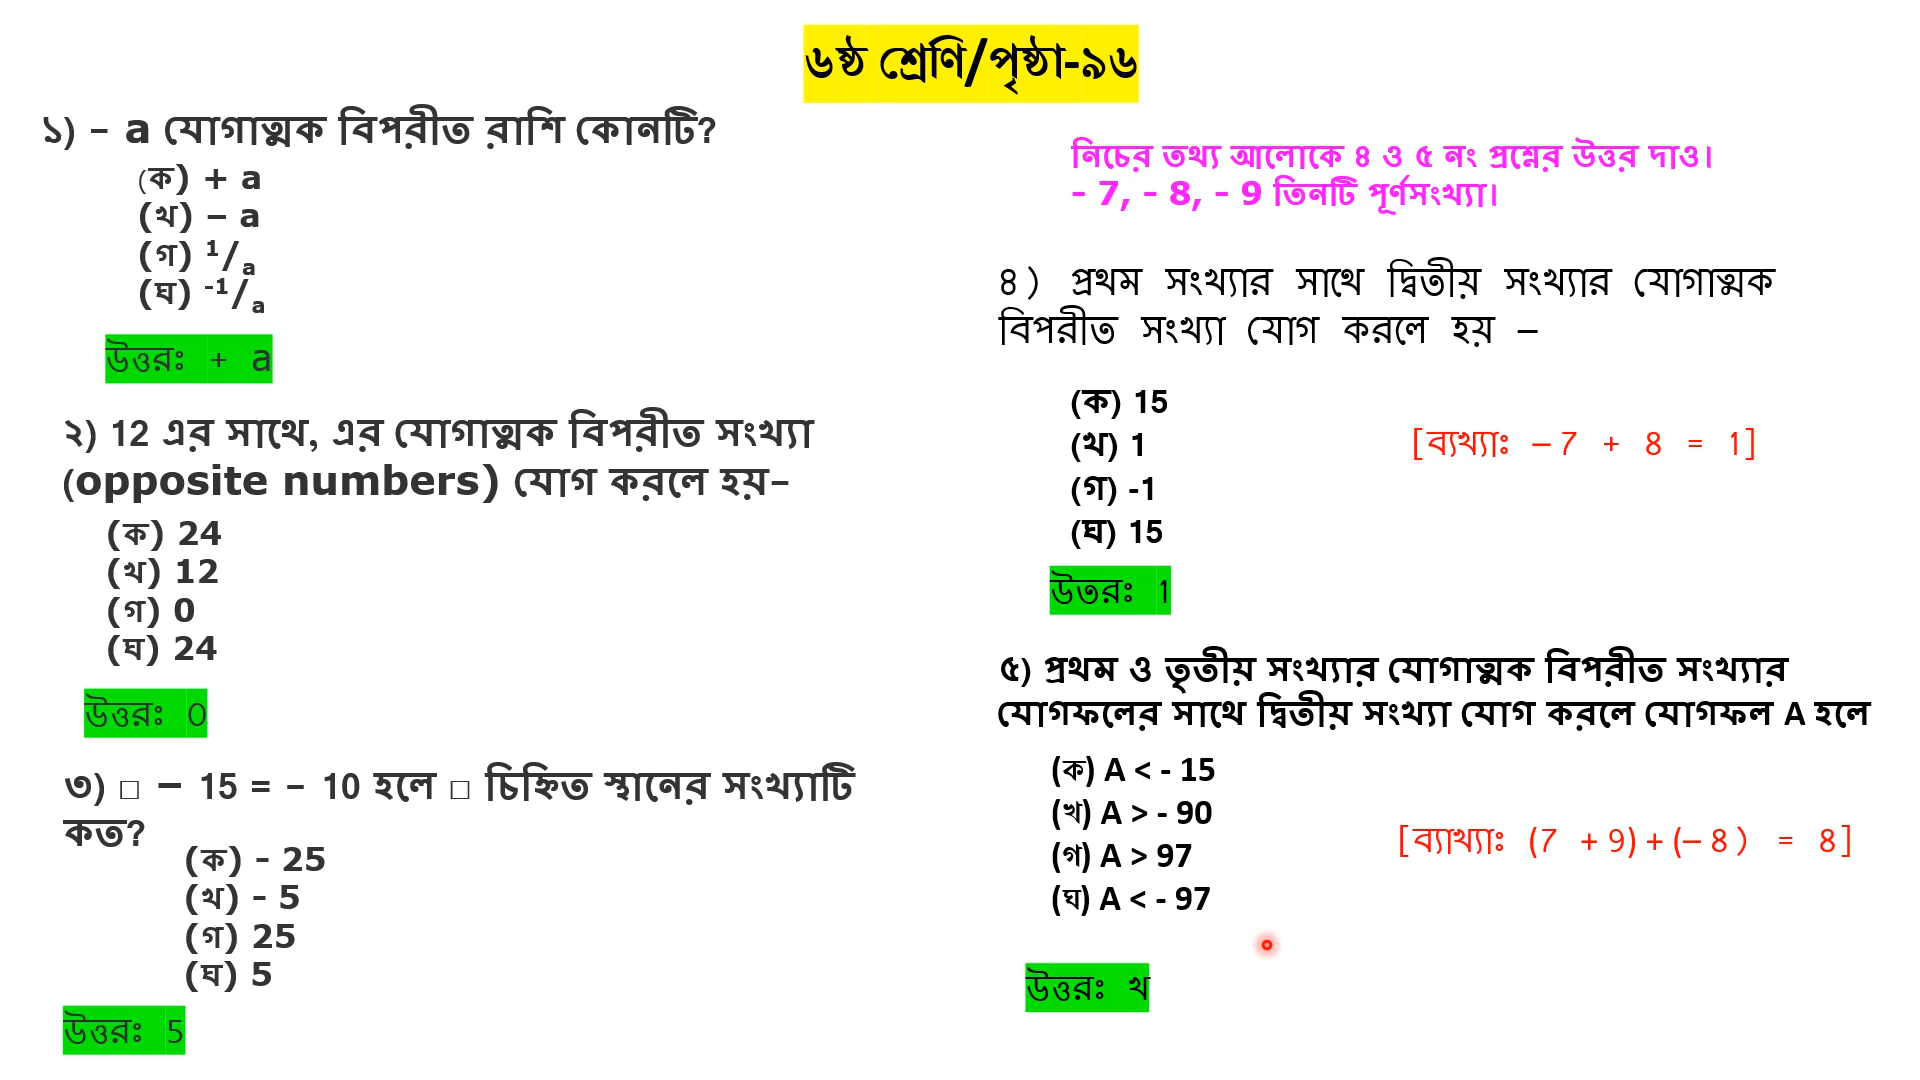 ৬ষ্ঠ শ্রেণি/পৃষ্ঠা-৯৬
১) – a যোগাত্মক বিপরীত রাশি কোনটি?
(ক) + a
(খ) – a
(গ) ¹/ₐ
(ঘ) ⁻¹/ₐ
উত্তরঃ + a
২) 12 এর সাথে, এর যোগাত্মক বিপরীত সংখ্যা
(opposite numbers) যোগ করলে হয়–
(ক) 24
(খ) 12
(গ) 0
(ঘ) 24
উত্তরঃ 0
৩) □ – 15 = – 10 হলে □ চিহ্নিত স্থানের সংখ্যাটি
কত?
(ক) – 25
(খ) – 5
(গ) 25
(ঘ) 5
উত্তরঃ 5
নিচের তথ্য আলোকে ৪ ও ৫ নং প্রশ্নের উত্তর দাও।
– 7, – 8, – 9 তিনটি পূর্ণসংখ্যা।
৪) প্রথম সংখ্যার সাথে দ্বিতীয় সংখ্যার যোগাত্মক
বিপরীত সংখ্যা যোগ করলে হয় –
(ক) 15
(খ) 1
(গ) -1
(ঘ) 15
[ব্যখ্যাঃ – 7 + 8 = 1]
উতরঃ 1
৫) প্রথম ও তৃতীয় সংখ্যার যোগাত্মক বিপরীত সংখ্যার
যোগফলের সাথে দ্বিতীয় সংখ্যা যোগ করলে যোগফল A হলে
(ক) A < - 15
(খ) A > - 90
(গ) A > 97
(ঘ) A < - 97
[ব্যাখ্যাঃ (7 + 9) + (– 8 ) = 8]
উত্তরঃ খ